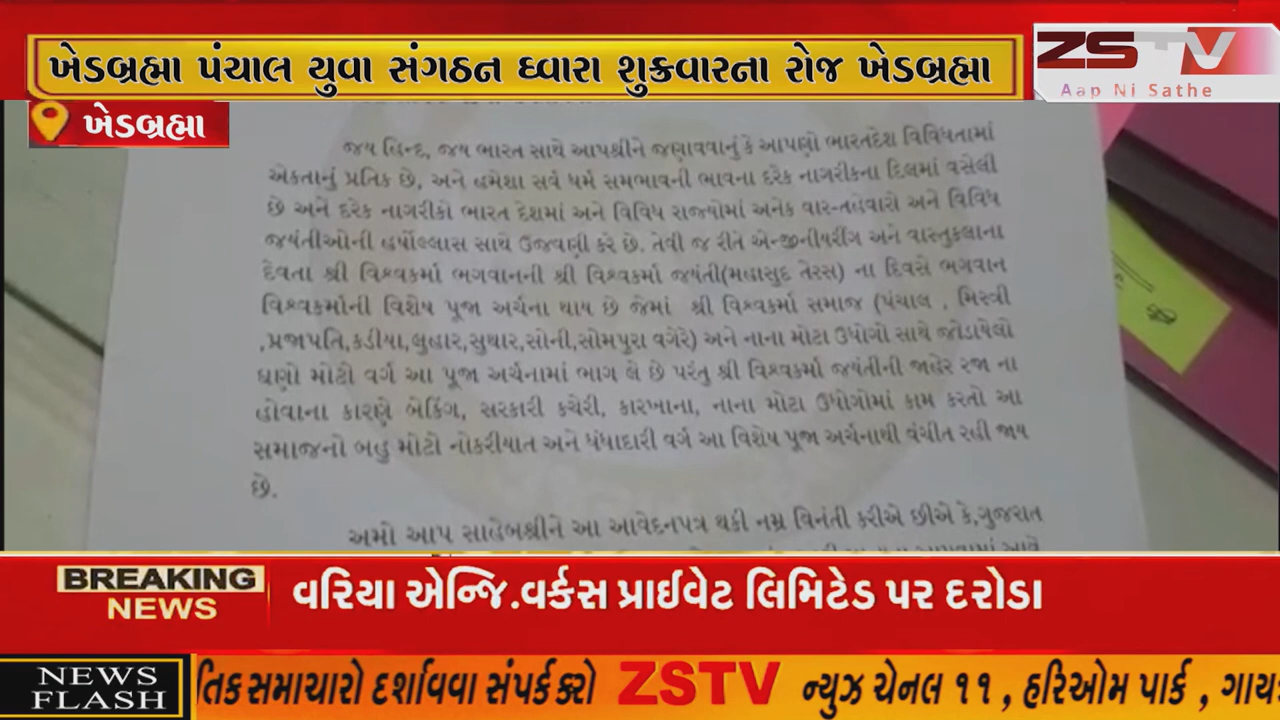 ખેડબ્રહ્મા પંચાલ યુવા સંગઠન ઘ્વારા શુક્રવારના રોજ ખેડબ્રહ્મા
ZSTV
Aap Ni Sathe
ખેડબ્રહ્મા
જય હિન્દ, જય ભારત સાથે આપશ્રીને જણાવવાનું કે આપણો ભારતદેશ વિવિધતામાં
એકતાનું પ્રતિક છે, અને હમેશા સર્વ ધર્મ સમભાવની ભાવના દરેક નાગરીકના દિલમાં વસેલી
છે અને દરેક નાગરીકો ભારત દેશમાં અને વિવિધ રાજ્યોમાં અનેક વાર-તહેવારો અને વિવિધ
જયંતીઓની હર્ષોલ્લાસ સાથે ઉજવણી કરે છે. તેવી જ રીતે એન્જીનીયરીંગ અને વાસ્તુકલાના
દેવતા શ્રી વિશ્વકર્મા ભગવાનની શ્રી વિશ્વકર્મા જયંતી(મહાસુદ તેરસ) ના દિવસે ભગવાન
વિશ્વકર્માની વિશેષ પૂજા અર્ચના થાય છે જેમાં શ્રી વિશ્વકર્મા સમાજ (પંચાલ , મિસ્ત્રી
,પ્રજાપતિ,કડીયા,લુહાર,સુથાર,સોની,સોમપુરા વગેરે) અને નાના મોટા ઉધોગો સાથે જોડાયેલો
ઘણો મોટો વર્ગ આ પૂજા અર્ચનામાં ભાગ લે છે પરંતુ શ્રી વિશ્વકર્મા જયંતીની જાહેર રજા ના
હોવાના કારણે બેકિંગ, સરકારી કચેરી, કારખાના, નાના મોટા ઉધોગોમાં કામ કરતો આ
સમાજનો બહુ મોટો નોકરીયાત અને ધંધાદારી વર્ગ આ વિશેષ પૂજા અર્ચનાથી વંચીત રહી જાય
છે.
અમો આપ સાહેબશ્રીને આ આવેદનપત્ર થકી નમ્ર વિનંતી કરીએ છીએ કે,ગુજરાત
BREAKING NEWS
વરિયા એન્જિ.વર્કસ પ્રાઈવેટ લિમિટેડ પર દરોડા
NEWS FLASH
તિકસમાચારો દર્શાવવા સંપર્ક કરો ZSTV ન્યુઝ ચેનલ ૧૧ , હરિઓમ પાર્ક , ગાય